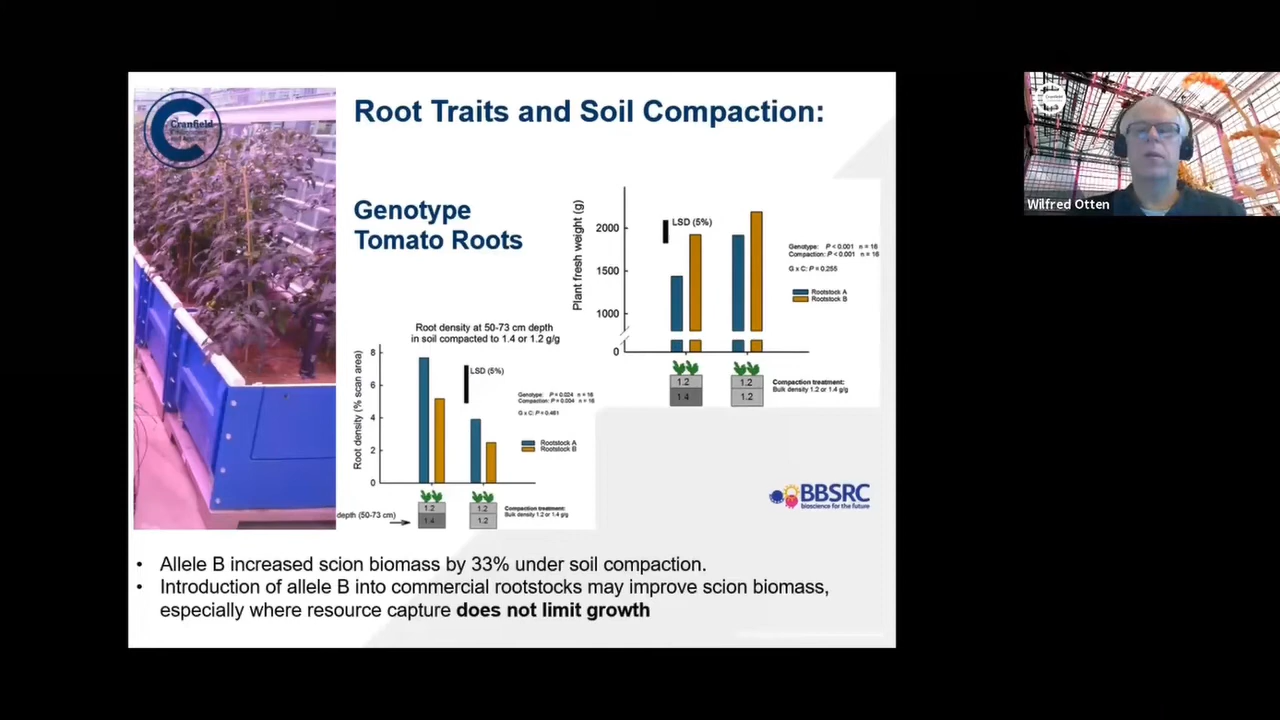 Cranfield
Root Traits and Soil Compaction:
Genotype
Tomato Roots
Plant fresh weight (g)
2000
1500
1000
0
LSD (5%)
Genotype: P < 0.001 n = 16
Compaction: P < 0.001 n = 16
G x C: P = 0.255
Rootstock A
Rootstock B
1.2
1.4
1.2
1.2
Compaction treatment:
Bulk density 1.2 or 1.4 g/g
Root density at 50-73 cm depth
in soil compacted to 1.4 or 1.2 g/g
Root density (% scan area)
8
6
4
2
0
LSD (5%)
Genotype: P = 0.024 n = 16
Compaction: P = 0.004 n = 16
G x C: P = 0.461
Rootstock A
Rootstock B
1.2
1.4
1.2
1.2
depth (50-73 cm)
Compaction treatment:
Bulk density 1.2 or 1.4 g/g
BBSRC
bioscience for the future
• Allele B increased scion biomass by 33% under soil compaction.
• Introduction of allele B into commercial rootstocks may improve scion biomass,
especially where resource capture does not limit growth
Wilfred Otten